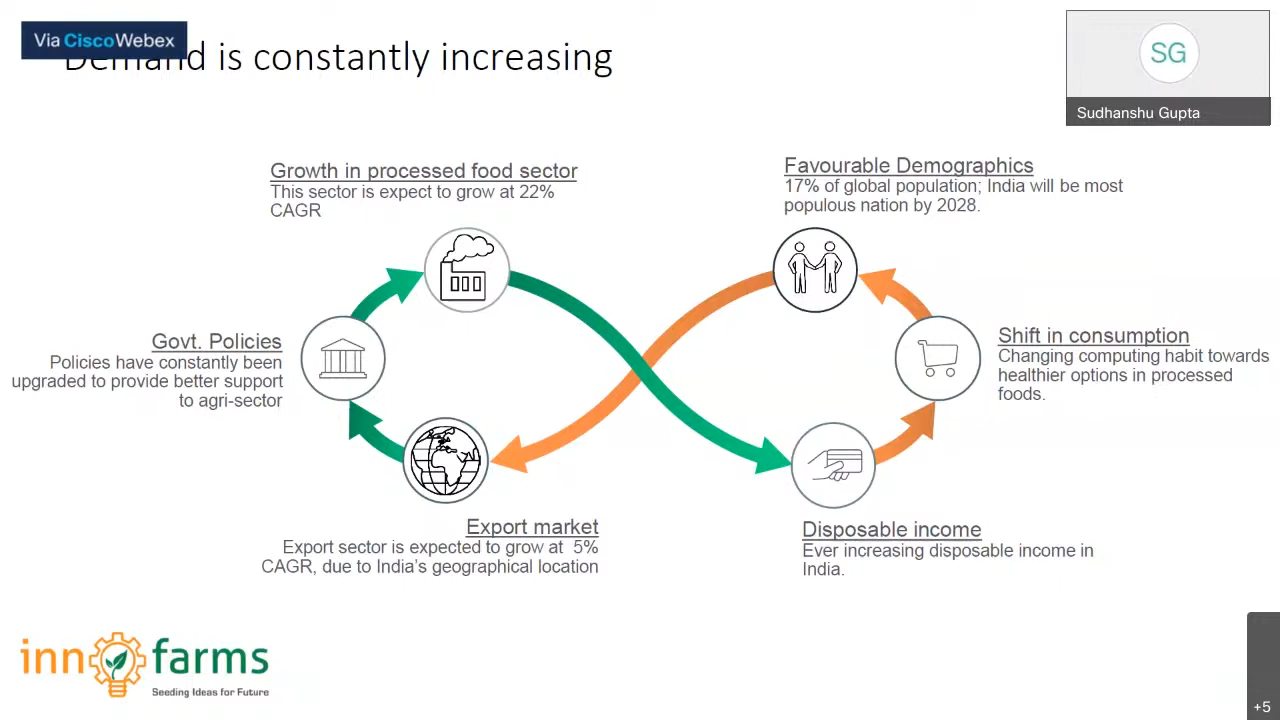 Via CiscoWebex
Demand is constantly increasing
SG
Sudhanshu Gupta
Growth in processed food sector
This sector is expect to grow at 22%
CAGR
Favourable Demographics
17% of global population; India will be most
populous nation by 2028.
Govt. Policies
Policies have constantly been
upgraded to provide better support
to agri-sector
Shift in consumption
Changing computing habit towards
healthier options in processed
foods.
Export market
Export sector is expected to grow at 5%
CAGR, due to India's geographical location
Disposable income
Ever increasing disposable income in
India.
inn farms
Seeding Ideas for Future
+5